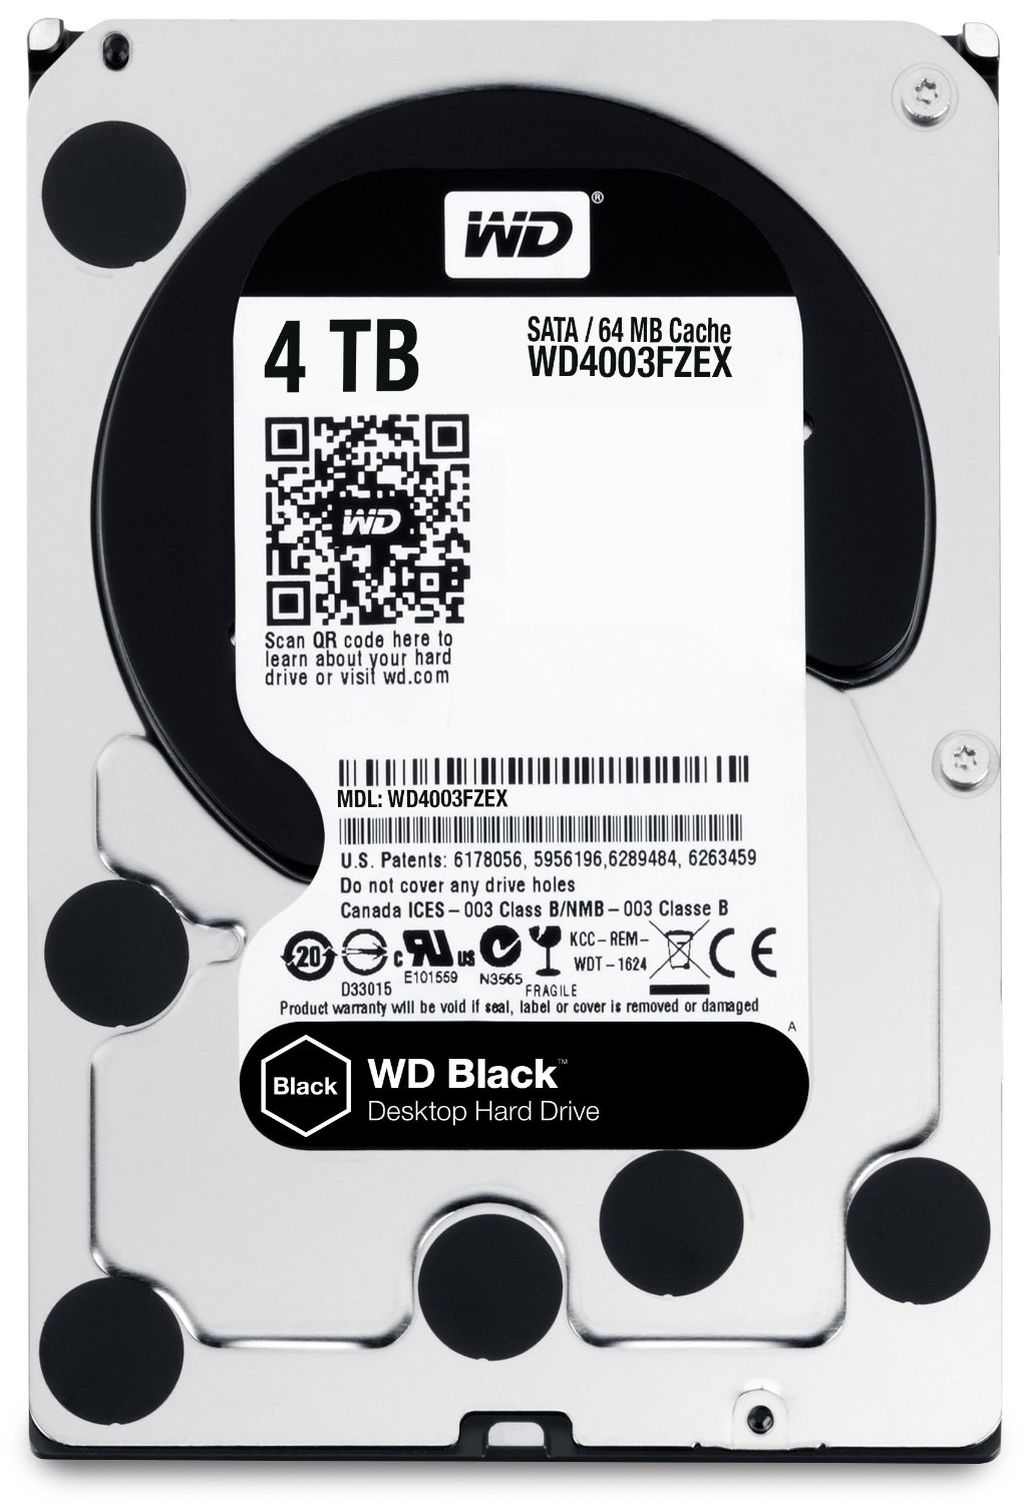 WD®
4 TB
SATA / 64 MB Cache
WD4003FZEX
WD
Scan QR code here to
learn about your hard
drive or visit wd.com
MDL: WD4003FZEX
U.S. Patents: 6178056, 5956196,6289484, 6263459
Do not cover any drive holes
Canada ICES – 003 Class B/NMB – 003 Classe B
20
D33015
c UR us
E101559
N3565
FRAGILE
KCC – REM –
WDT – 1624
CE
Product warranty will be void if seal, label or cover is removed or damaged
A
Black
WD Black™
Desktop Hard Drive